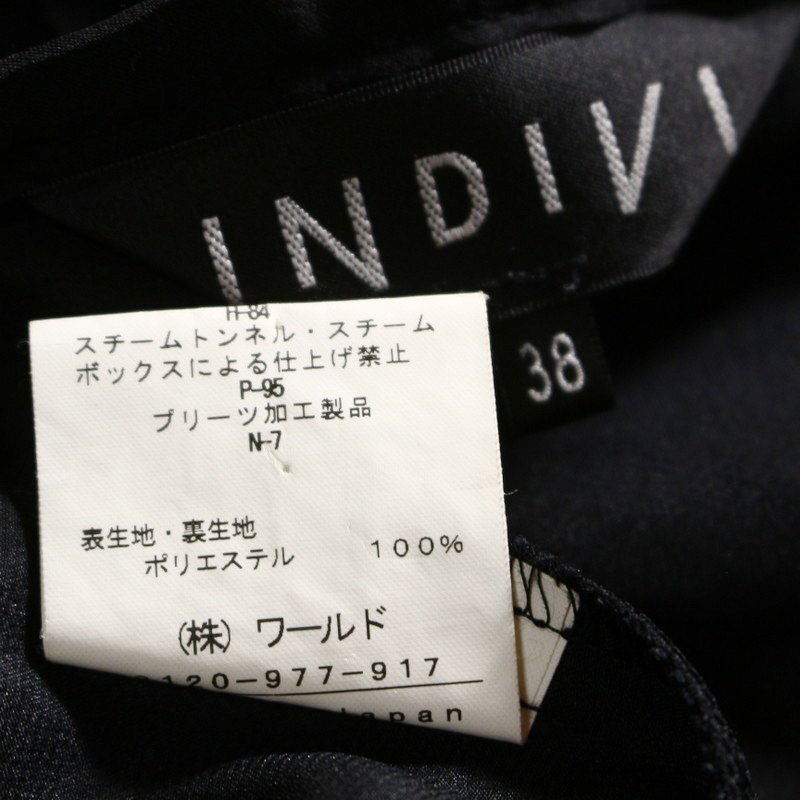 INDIVI
38
H-84
スチームトンネル・スチーム
ボックスによる仕上げ禁止
P-95
プリーツ加工製品
N-7
表生地・裏生地
ポリエステル 100%
(株) ワールド
0120-977-917
Japan